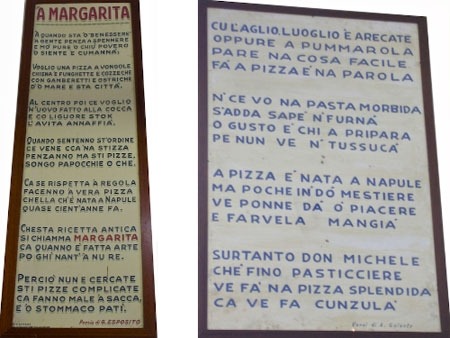 A MARGARITA
A QUANDO STA O'BENESSERE
A GENTE PENZA A SPENNERE
E MO' PURE O CHIU' POVERO
O SIENTE E CUMANNÀ.
VOGLIO UNA PIZZA A VONGOLE
CHIENA E FUNGHETTE E COZZECHE
CON GAMBERETTI E OSTRICHE
D'O MARE E STA CITTÀ.
AL CENTRO POI CE VOGLIO
N'UOVO FATTO ALLA COCCA
E CO LIQUORE STOK
L'AVITA ANNAFFIÀ.
QUANDO SENTENO ST'ORDINE
CE VENE CCA NA STIZZA
PENZANNO MA STI PIZZE,
SONGO PAPOCCHIE O CHE.
CA SE RISPETTA A REGOLA
FACENNO A VERA PIZZA
CHELLA CH'È NATA A NAPULE
QUASE CIENT'ANNE FA.
CHESTA RICETTA ANTICA
SI CHIAMMA MARGARITA
CA QUANNO È FATTA ARTE
PO GHÌ NANT'A NU RE.
PERCIÒ NUN E CERCATE
STI PIZZE COMPLICATE
CA FANNO MALE A SACCA,
E O STOMMACO PATÌ.
Poesia di R. ESPOSITO
CU L'AGLIO, L'UOGLIO E ARECATE
OPPURE A PUMMAROLA
PARE NA COSA FACILE
FÀ A PIZZA E NA PAROLA
N'CE VO NA PASTA MORBIDA
S'ADDA SAPÈ N'FURNÀ
O GUSTO E CHI A PRIPARA
PE NUN VE N'TUSSUCÀ
A PIZZA E NATA A NAPULE
MA POCHE IN DO' MESTIERE
VE PONNE DÀ O' PIACERE
E FARVELA MANGIÀ
SURTANTO DON MICHELE
CHE FINO PASTICCIERE
VE FÀ NA PIZZA SPLENDIDA
CA VE FA CUNZULÀ
Versi di A.